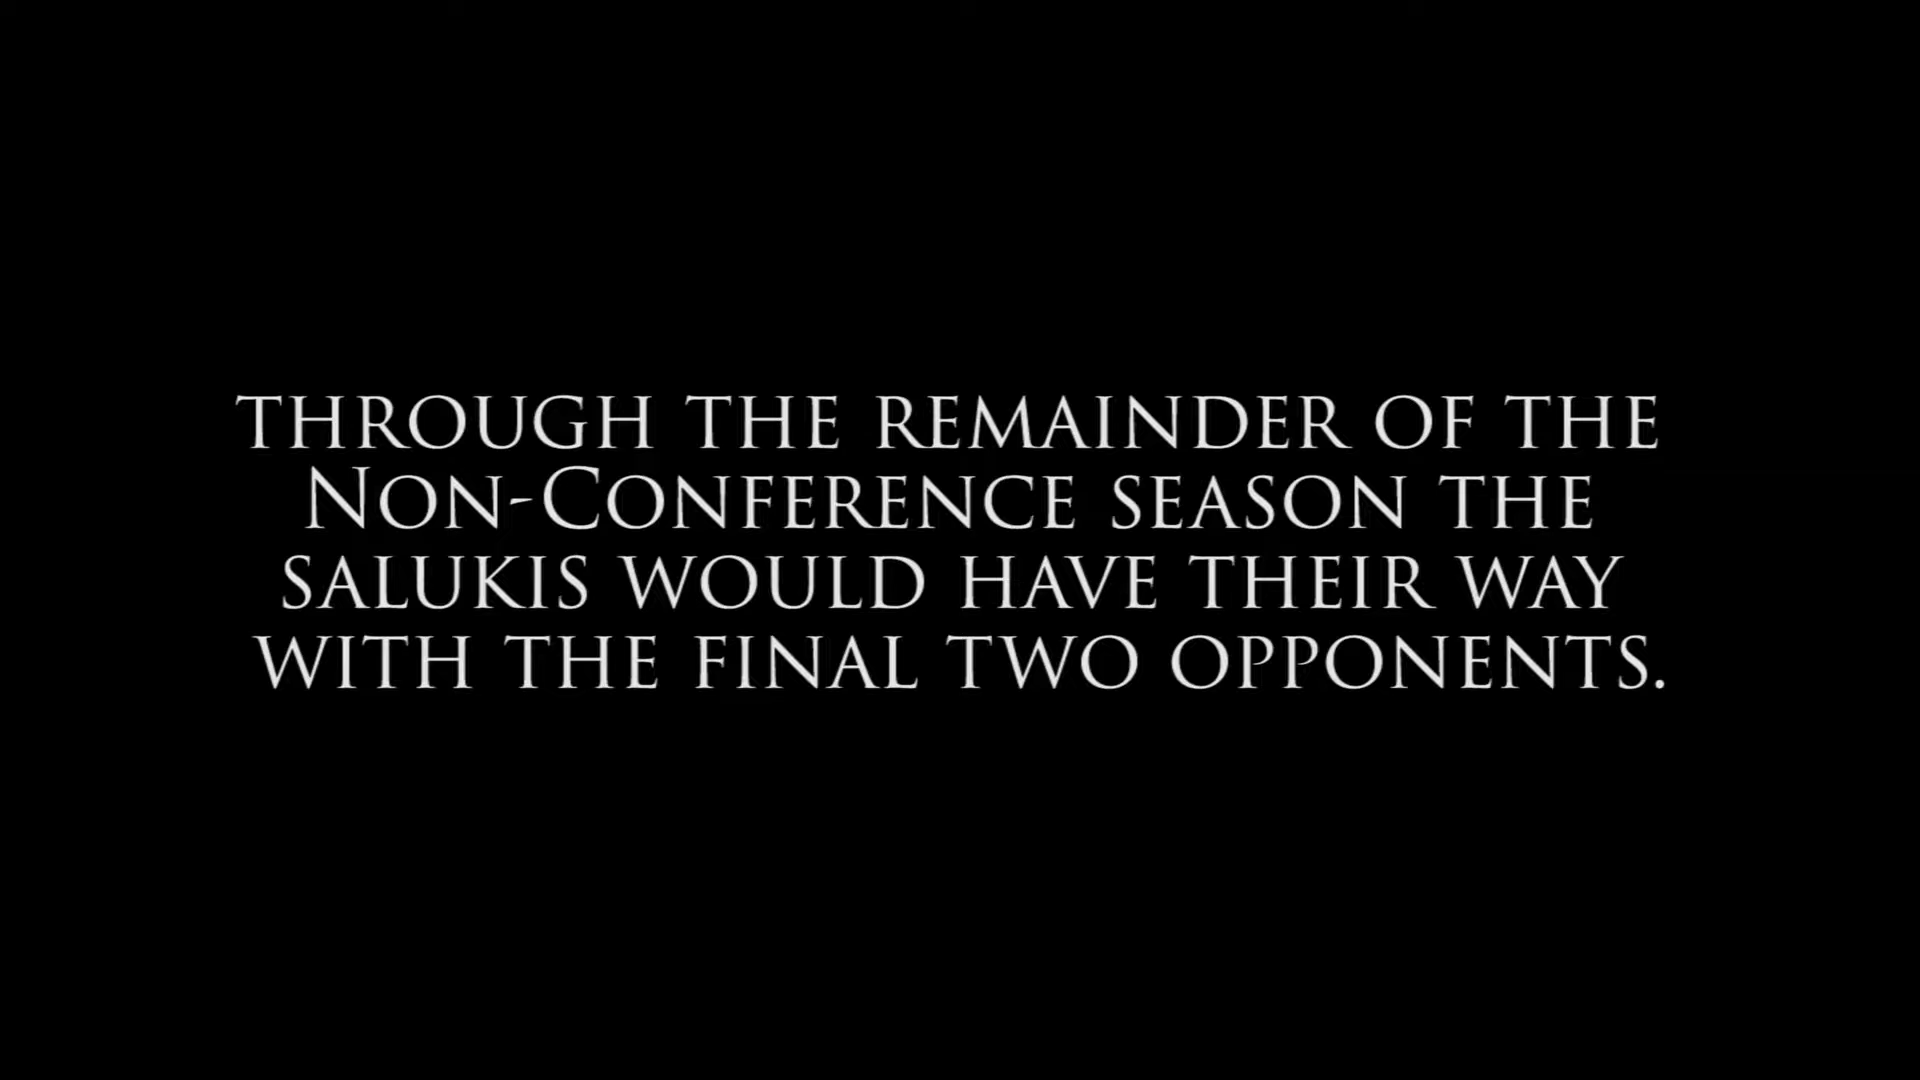 THROUGH THE REMAINDER OF THE
NON-CONFERENCE SEASON THE
SALUKIS WOULD HAVE THEIR WAY
WITH THE FINAL TWO OPPONENTS.